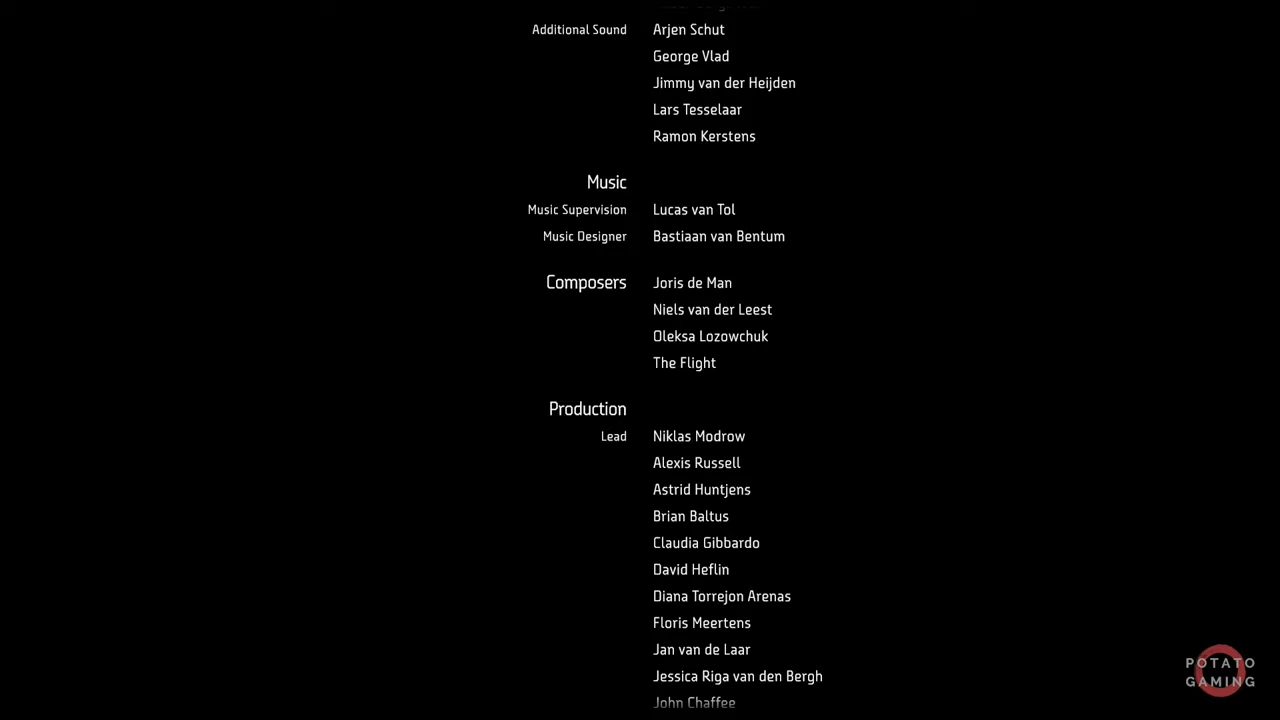 Additional Sound Arjen Schut
George Vlad
Jimmy van der Heijden
Lars Tesselaar
Ramon Kerstens
Music
Music Supervision Lucas van Tol
Music Designer Bastiaan van Bentum
Composers Joris de Man
Niels van der Leest
Oleksa Lozowchuk
The Flight
Production
Lead Niklas Modrow
Alexis Russell
Astrid Huntjens
Brian Baltus
Claudia Gibbardo
David Heflin
Diana Torrejon Arenas
Floris Meertens
Jan van de Laar
Jessica Riga van den Bergh
John Chaffee
POTATO
GAMING